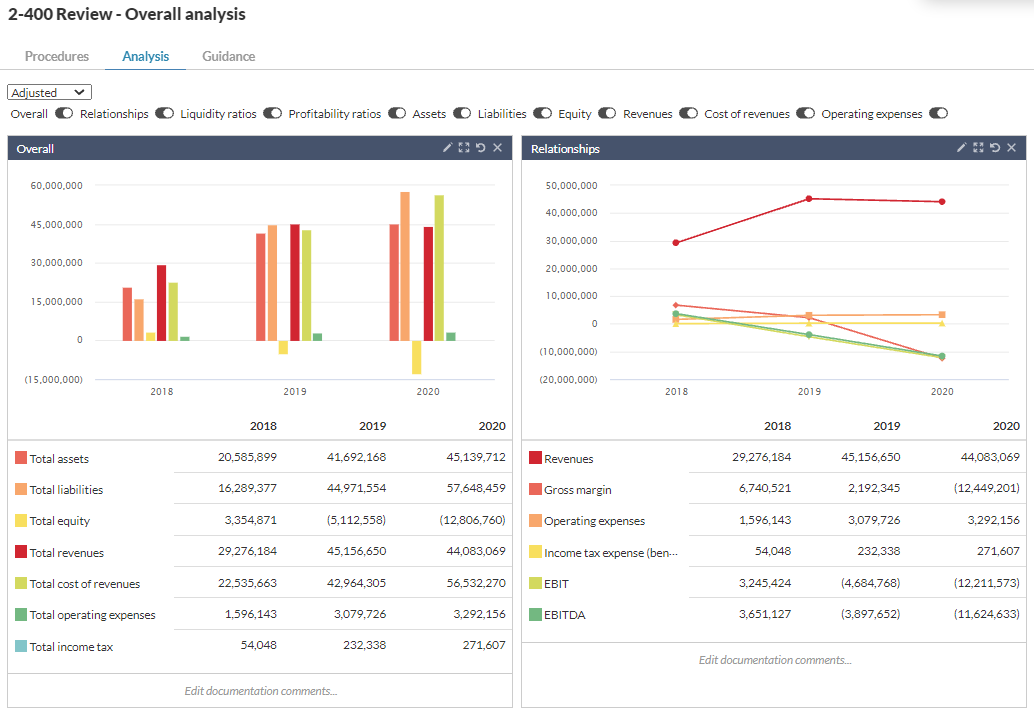 2-400 Review - Overall analysis
Procedures Analysis Guidance
Adjusted
Overall Relationships Liquidity ratios Profitability ratios Assets Liabilities Equity Revenues Cost of revenues Operating expenses
Overall
60,000,000
45,000,000
30,000,000
15,000,000
0
(15,000,000)
2018 2019 2020
2018 2019 2020
Total assets 20,585,899 41,692,168 45,139,712
Total liabilities 16,289,377 44,971,554 57,648,459
Total equity 3,354,871 (5,112,558) (12,806,760)
Total revenues 29,276,184 45,156,650 44,083,069
Total cost of revenues 22,535,663 42,964,305 56,532,270
Total operating expenses 1,596,143 3,079,726 3,292,156
Total income tax 54,048 232,338 271,607
Edit documentation comments...
Relationships
50,000,000
40,000,000
30,000,000
20,000,000
10,000,000
0
(10,000,000)
(20,000,000)
2018 2019 2020
2018 2019 2020
Revenues 29,276,184 45,156,650 44,083,069
Gross margin 6,740,521 2,192,345 (12,449,201)
Operating expenses 1,596,143 3,079,726 3,292,156
Income tax expense (ben... 54,048 232,338 271,607
EBIT 3,245,424 (4,684,768) (12,211,573)
EBITDA 3,651,127 (3,897,652) (11,624,633)
Edit documentation comments...